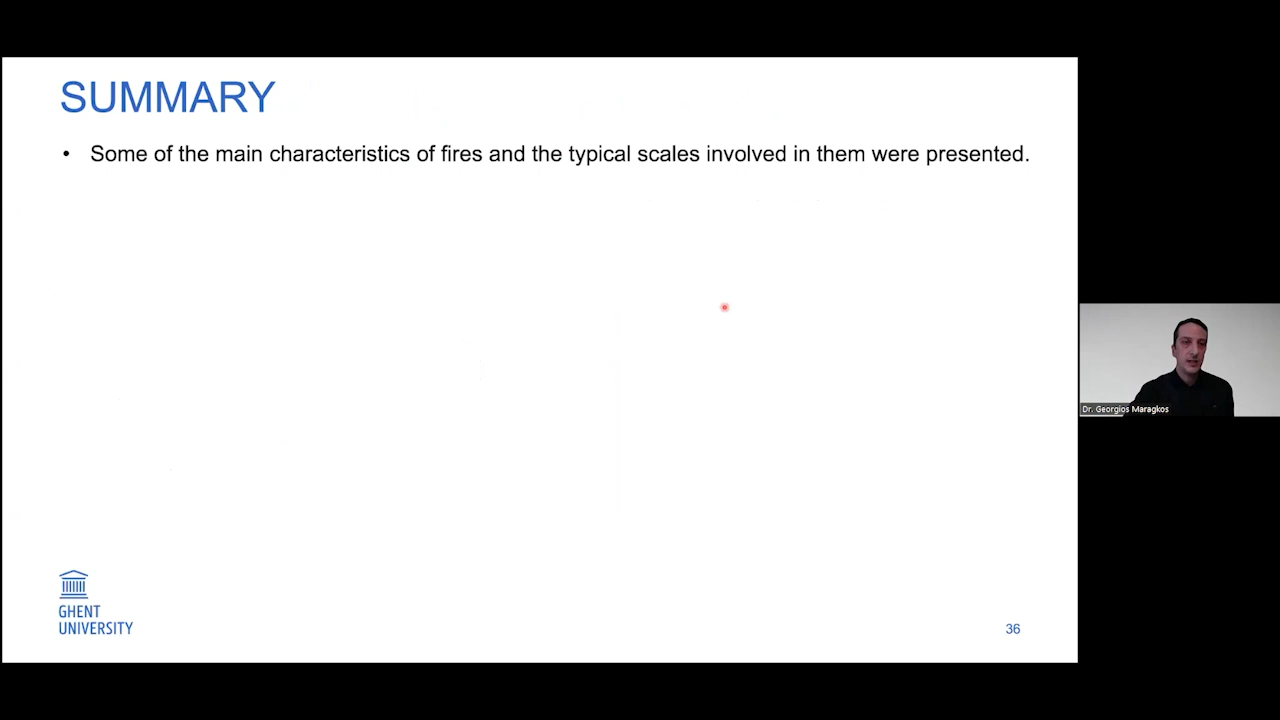 SUMMARY
• Some of the main characteristics of fires and the typical scales involved in them were presented.
Dr. Georgios Maragkos
GHENT
UNIVERSITY
36